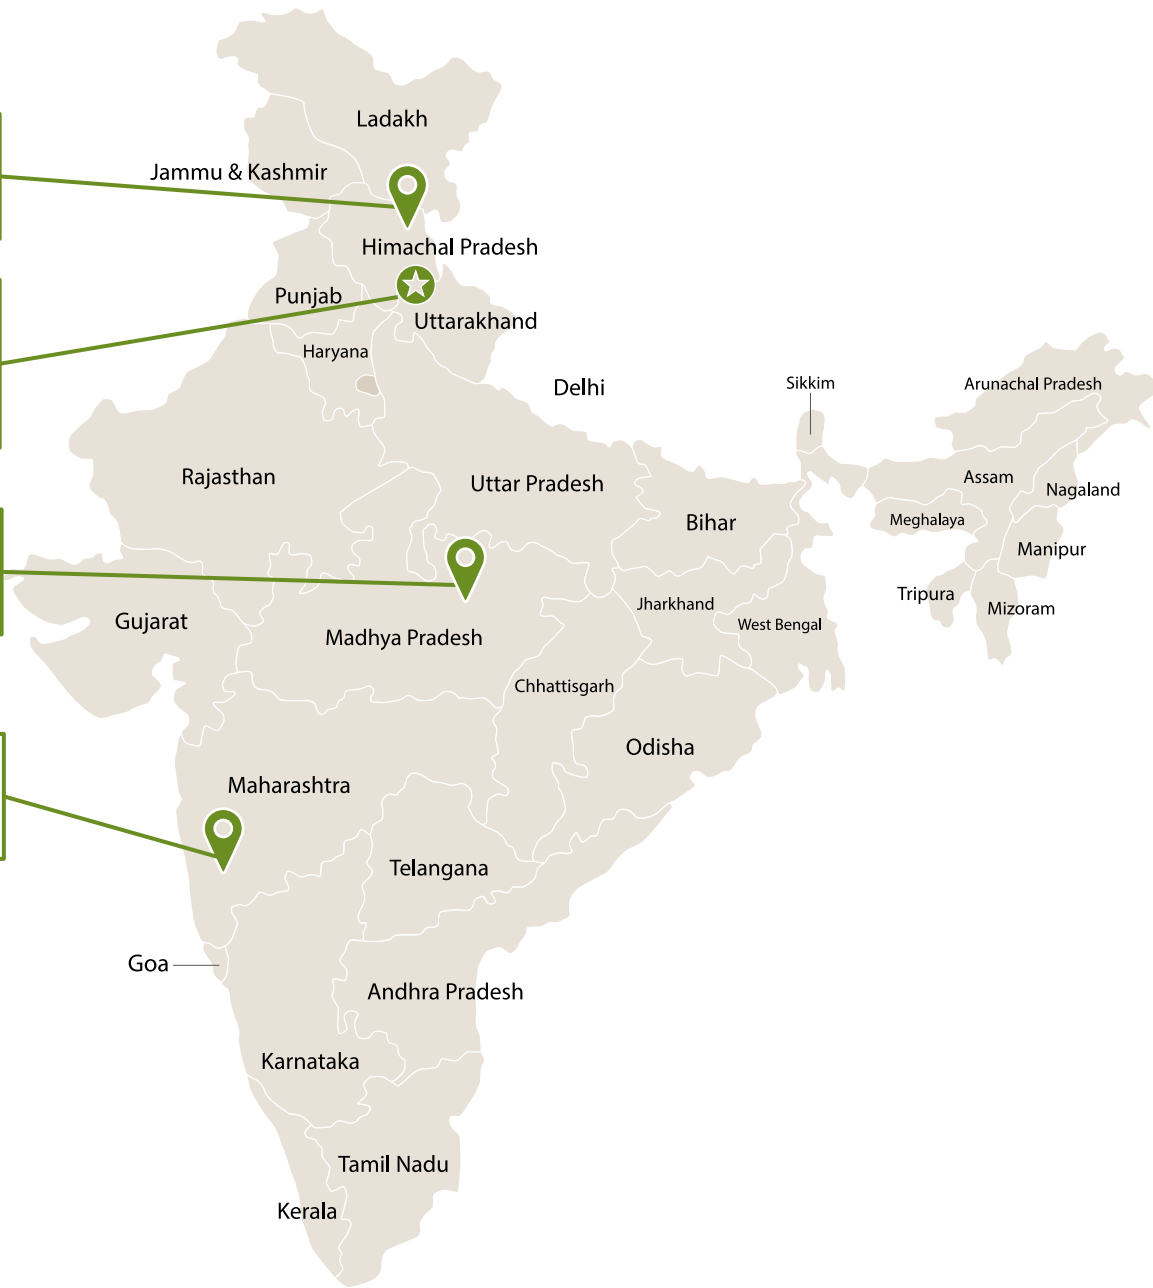 Ladakh
Jammu & Kashmir
Himachal Pradesh
Punjab
Uttarakhand
Haryana
Delhi
Sikkim
Arunachal Pradesh
Rajasthan
Uttar Pradesh
Assam
Nagaland
Bihar
Meghalaya
Manipur
Tripura
Jharkhand
Mizoram
Gujarat
West Bengal
Madhya Pradesh
Chhattisgarh
Odisha
Maharashtra
Telangana
Goa
Andhra Pradesh
Karnataka
Tamil Nadu
Kerala